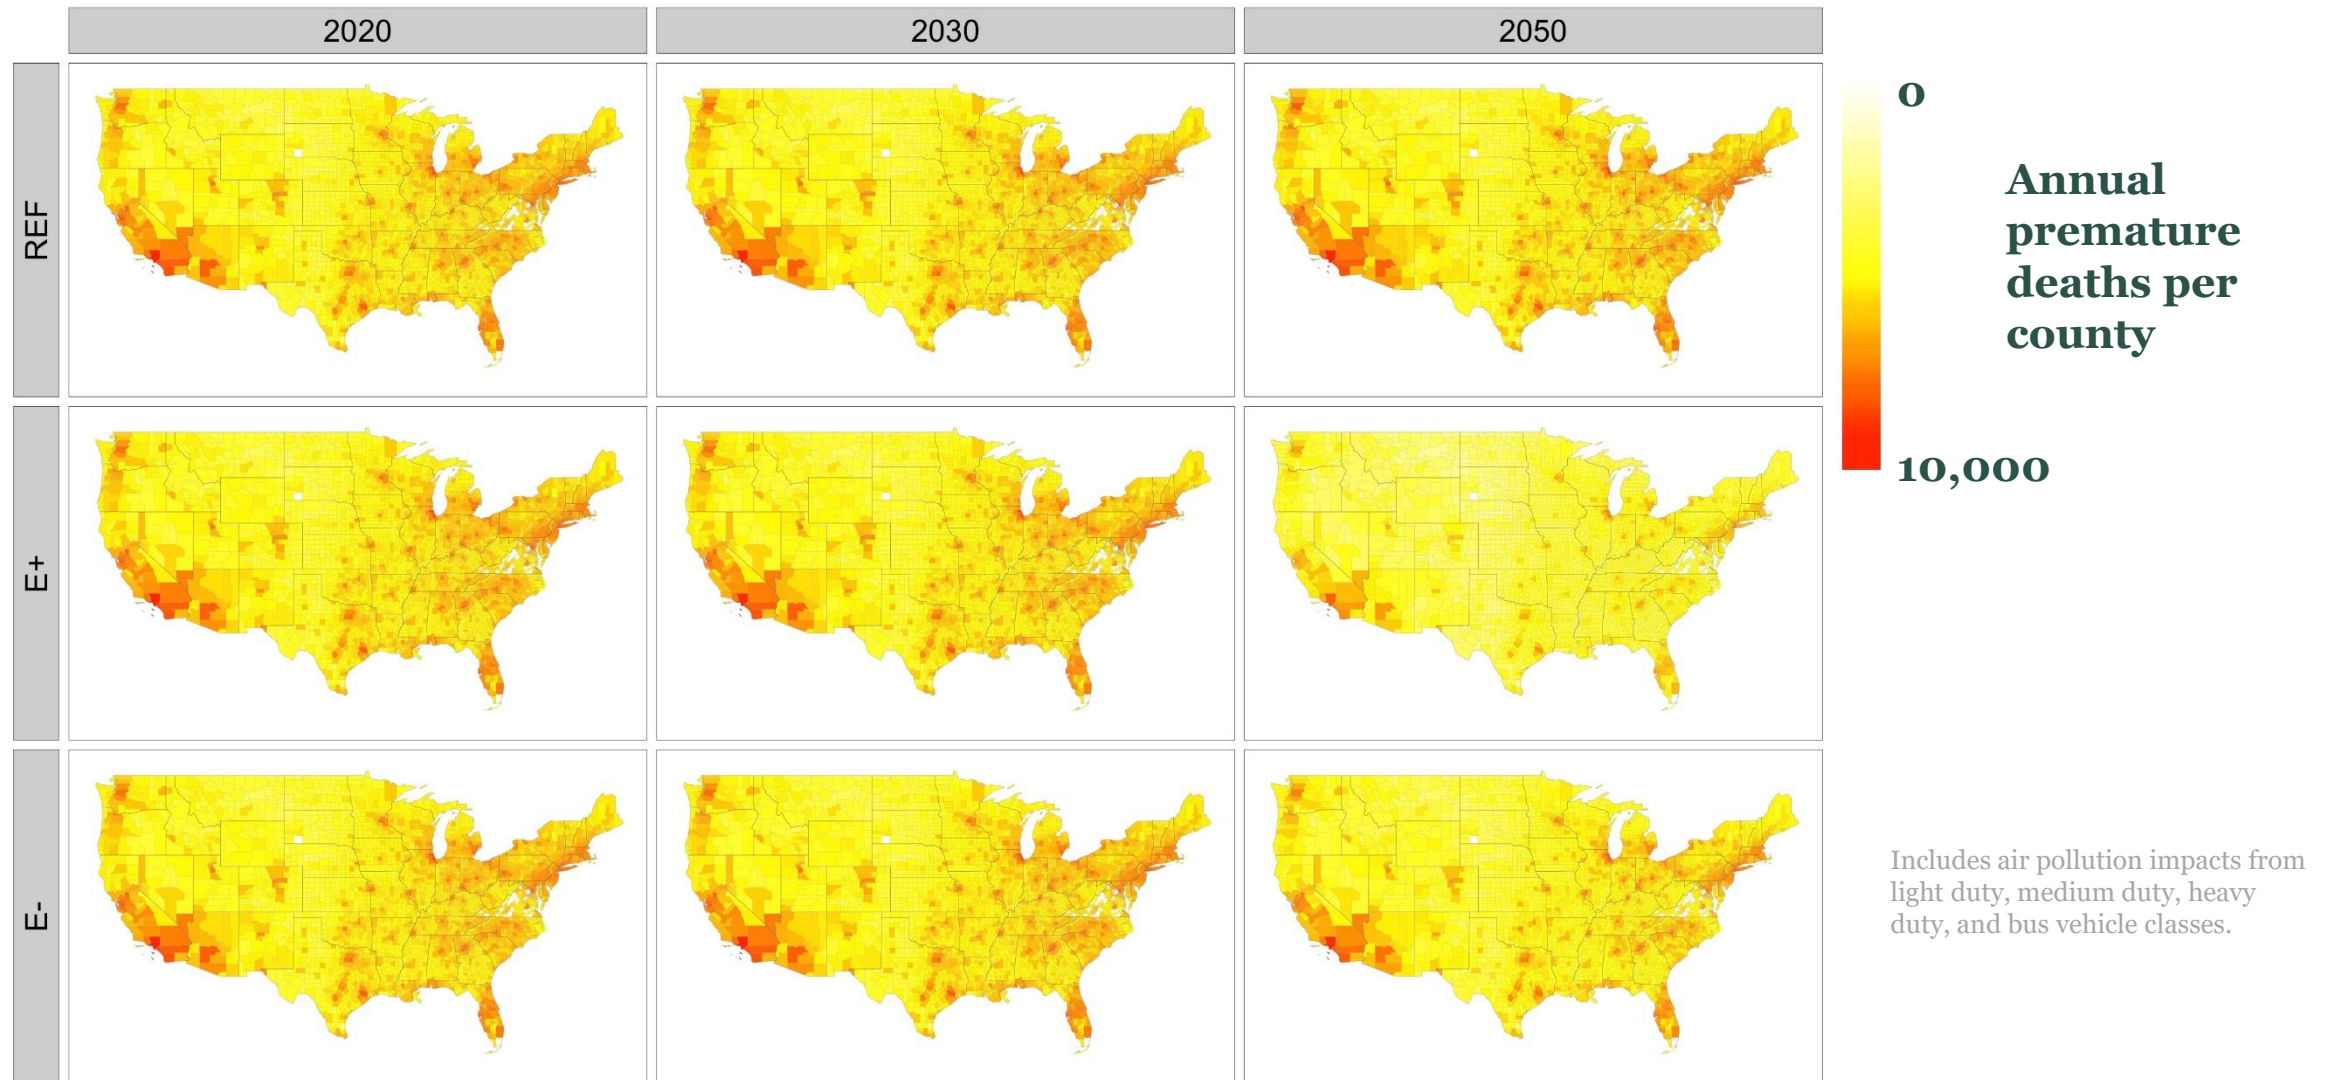 2020
2030
2050
REF
E+
E-
0
Annual
premature
deaths per
county
10,000
Includes air pollution impacts from
light duty, medium duty, heavy
duty, and bus vehicle classes.